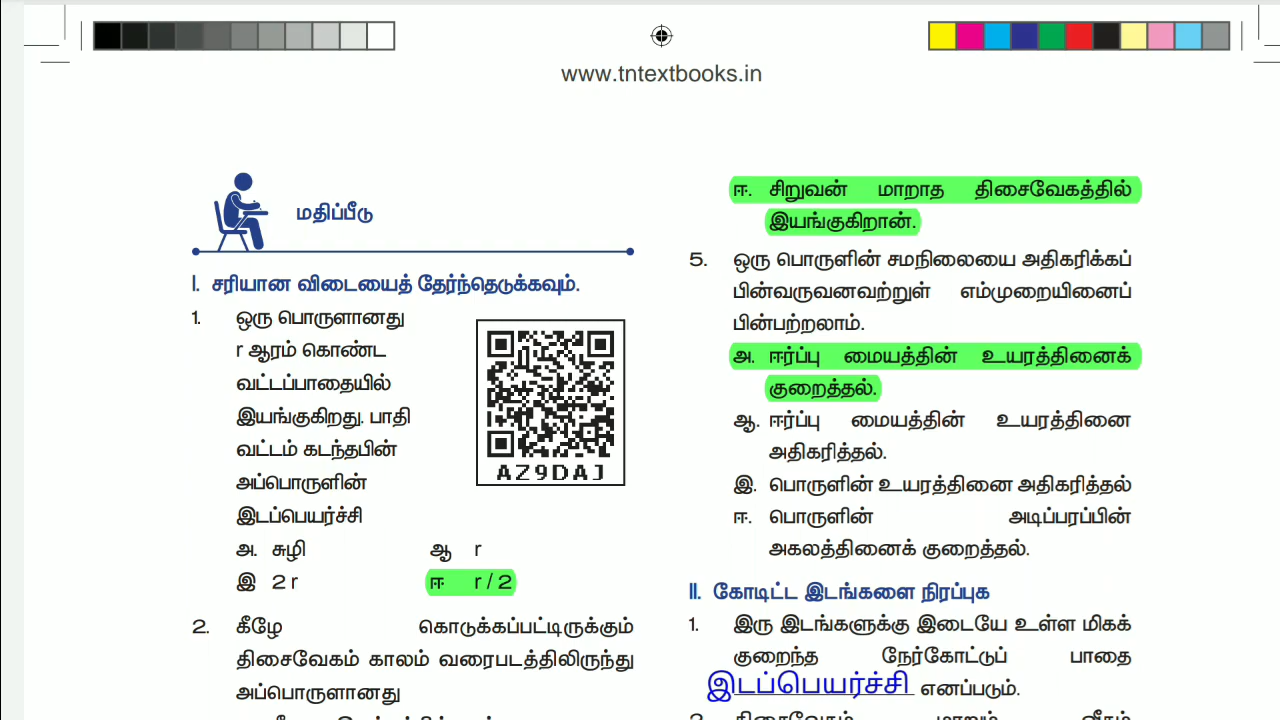 www.tntextbooks.in
மதிப்பீடு
I. சரியான விடையைத் தேர்ந்தெடுக்கவும்.
1. ஒரு பொருளானது
r ஆரம் கொண்ட
வட்டப்பாதையில்
இயங்குகிறது. பாதி
வட்டம் கடந்தபின்
அப்பொருளின்
இடப்பெயர்ச்சி
AZ9DAJ
அ. சுழி ஆ r
இ 2 r ஈ r / 2
2. கீழே கொடுக்கப்பட்டிருக்கும்
திசைவேகம் காலம் வரைபடத்திலிருந்து
அப்பொருளானது
ஈ. சிறுவன் மாறாத திசைவேகத்தில்
இயங்குகிறான்.
5. ஒரு பொருளின் சமநிலையை அதிகரிக்கப்
பின்வருவனவற்றுள் எம்முறையினைப்
பின்பற்றலாம்.
அ. ஈர்ப்பு மையத்தின் உயரத்தினைக்
குறைத்தல்.
ஆ. ஈர்ப்பு மையத்தின் உயரத்தினை
அதிகரித்தல்.
இ. பொருளின் உயரத்தினை அதிகரித்தல்
ஈ. பொருளின் அடிப்பரப்பின்
அகலத்தினைக் குறைத்தல்.
II. கோடிட்ட இடங்களை நிரப்புக
1. இரு இடங்களுக்கு இடையே உள்ள மிகக்
குறைந்த நேர்கோட்டுப் பாதை
இடப்பெயர்ச்சி எனப்படும்.